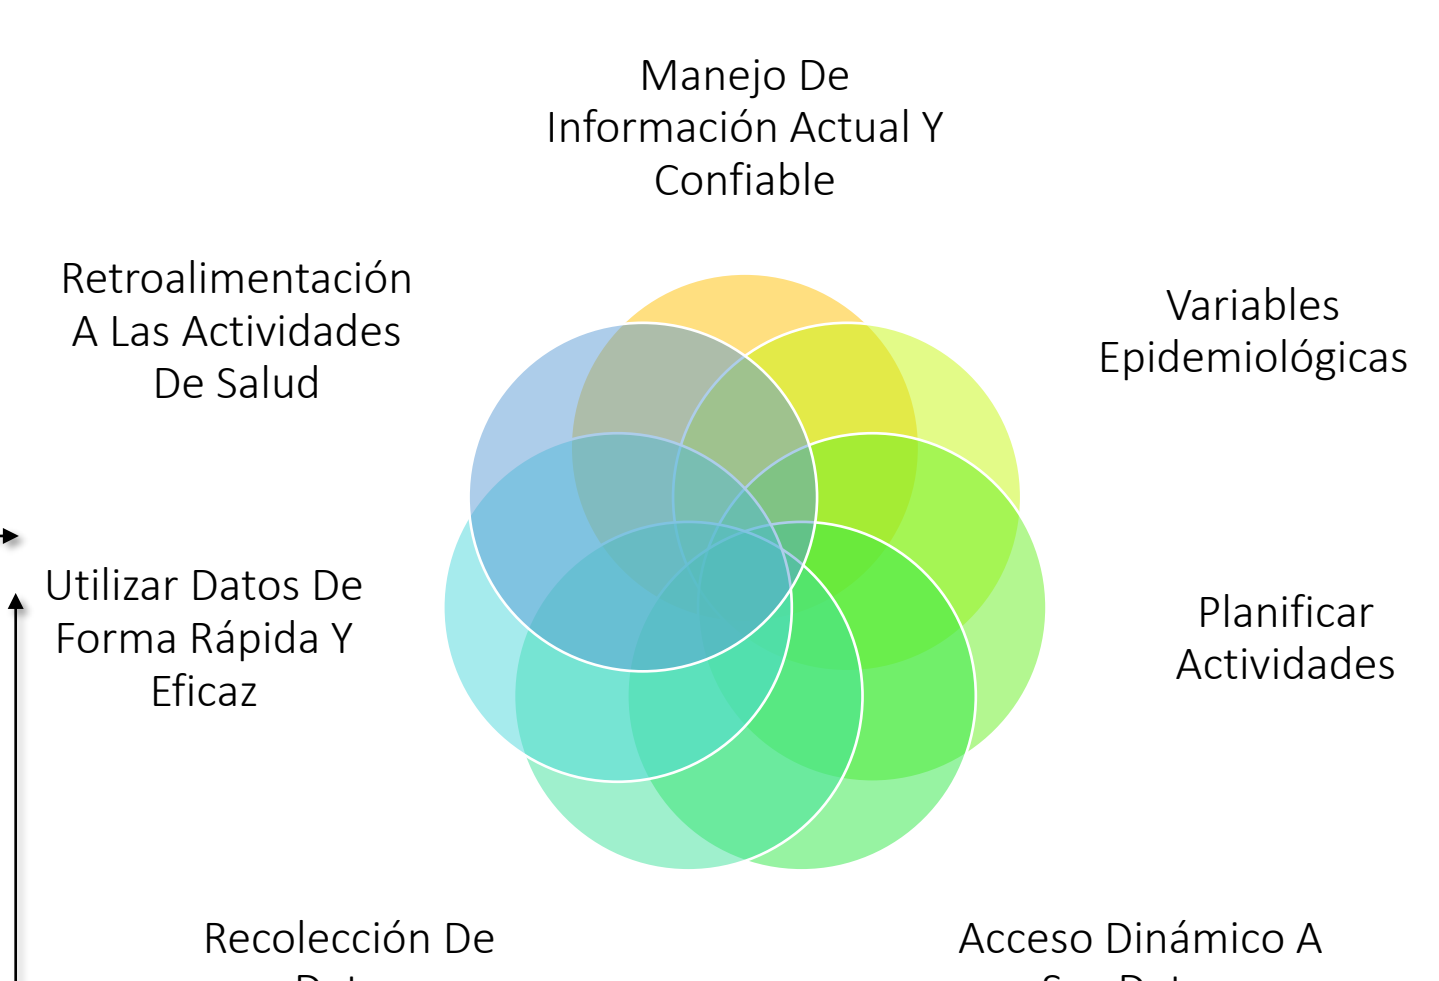 Manejo De
Información Actual Y
Confiable
Retroalimentación
A Las Actividades
De Salud
Variables
Epidemiológicas
Utilizar Datos De
Forma Rápida Y
Eficaz
Planificar
Actividades
Recolección De
Acceso Dinámico A